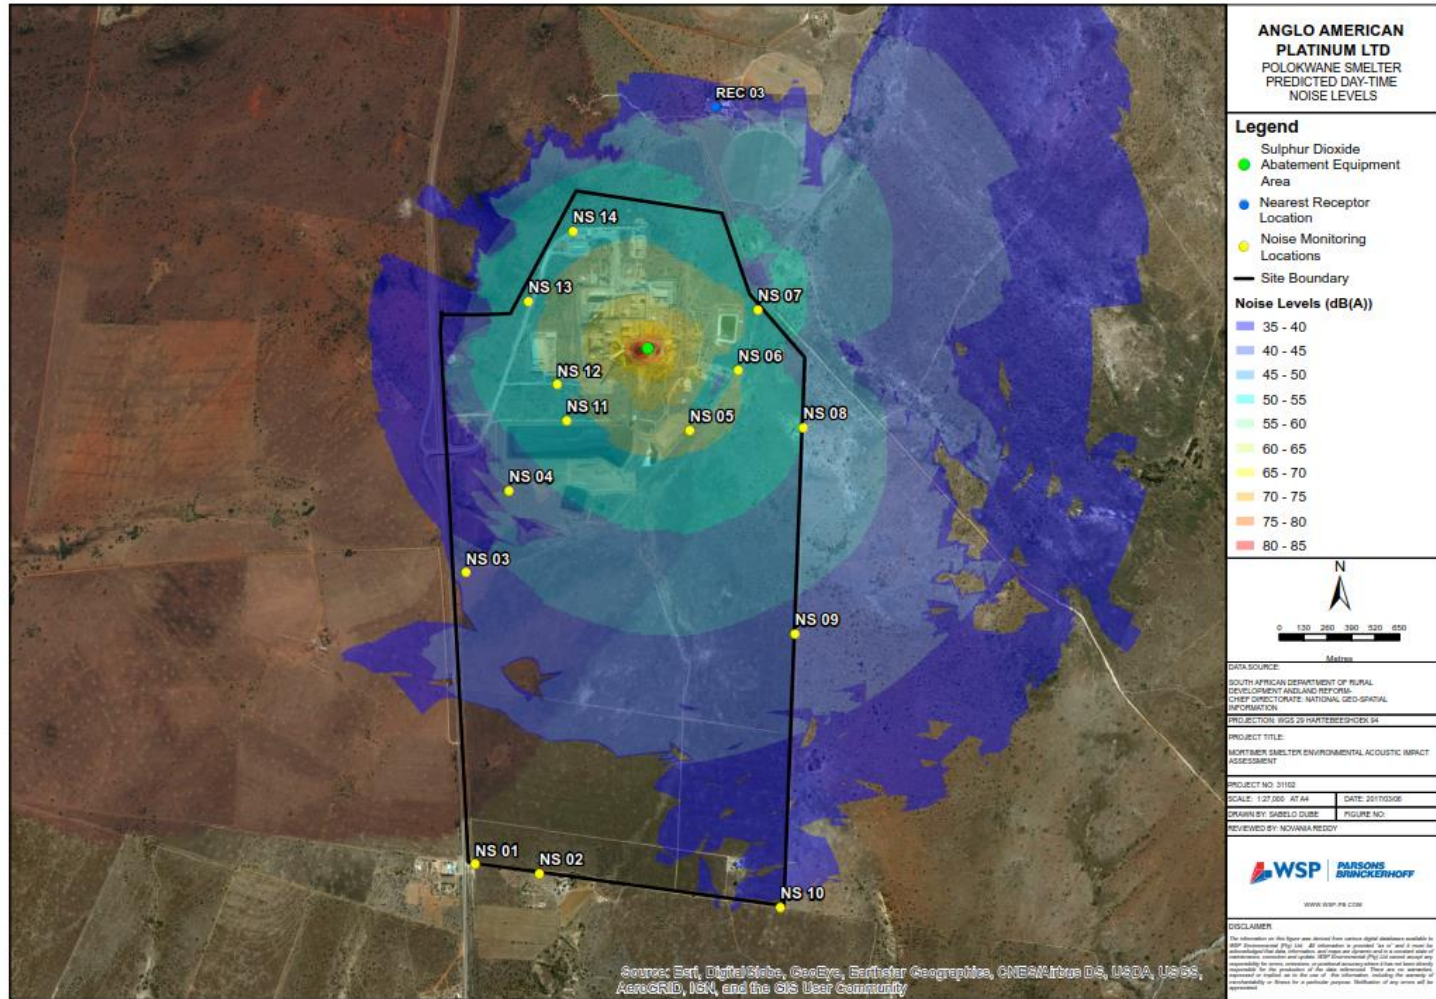 ANGLO AMERICAN
PLATINUM LTD
POLOKWANE SMELTER
PREDICTED DAY-TIME
NOISE LEVELS
Legend
Sulphur Dioxide
Abatement Equipment
Area
Nearest Receptor
Location
Noise Monitoring
Locations
Site Boundary
Noise Levels (dB(A))
35 - 40
40 - 45
45 - 50
50 - 55
55 - 60
60 - 65
65 - 70
70 - 75
75 - 80
80 - 85
N
0 130 260 390 520 650
Metres
DATA SOURCE:
SOUTH AFRICAN DEPARTMENT OF RURAL
DEVELOPMENT ANDLAND REFORM-
CHIEF DIRECTORATE: NATIONAL GEO-SPATIAL
INFORMATION
PROJECTION: WGS 29 HARTEBEESHOEK 94
PROJECT TITLE:
MORTIMER SMELTER ENVIRONMENTAL ACOUSTIC IMPACT
ASSESSMENT
PROJECT NO: 31102
SCALE: 1:27,000 AT A4 DATE: 2017/03/06
DRAWN BY: SABELO DUBE FIGURE NO:
REVIEWED BY: NOVANIA REDDY
WSP | PARSONS
BRINCKERHOFF
WWW.WSP-PB.COM
DISCLAIMER
REC 03
NS 14
NS 13
NS 07
NS 06
NS 12
NS 11
NS 05
NS 08
NS 04
NS 03
NS 09
NS 01
NS 02
NS 10
Source: Esri, DigitalGlobe, GeoEye, Earthstar Geographics, CNES/Airbus DS, USDA, USGS,
AeroGRID, IGN, and the GIS User Community